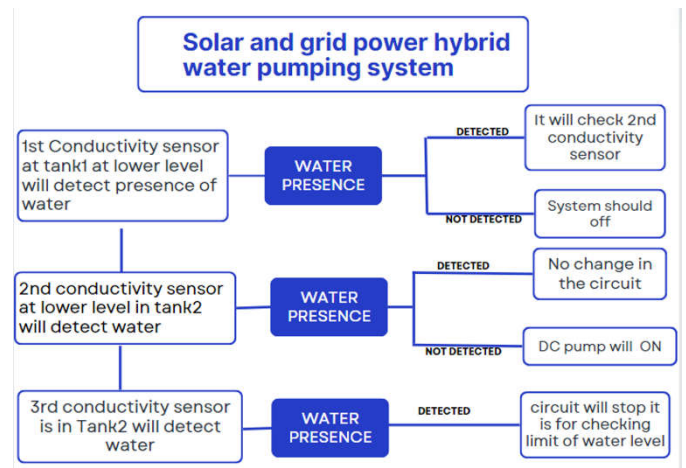 Solar and grid power hybrid
water pumping system
1st Conductivity sensor
at tank1 at lower level
will detect presence of
water
WATER
PRESENCE
DETECTED
It will check 2nd
conductivity
sensor
NOT DETECTED
System should
off
2nd conductivity sensor
at lower level in tank2
will detect water
WATER
PRESENCE
DETECTED
No change in
the circuit
NOT DETECTED
DC pump will ON
3rd conductivity sensor
is in Tank2 will detect
water
WATER
PRESENCE
DETECTED
circuit will stop it
is for checking
limit of water level